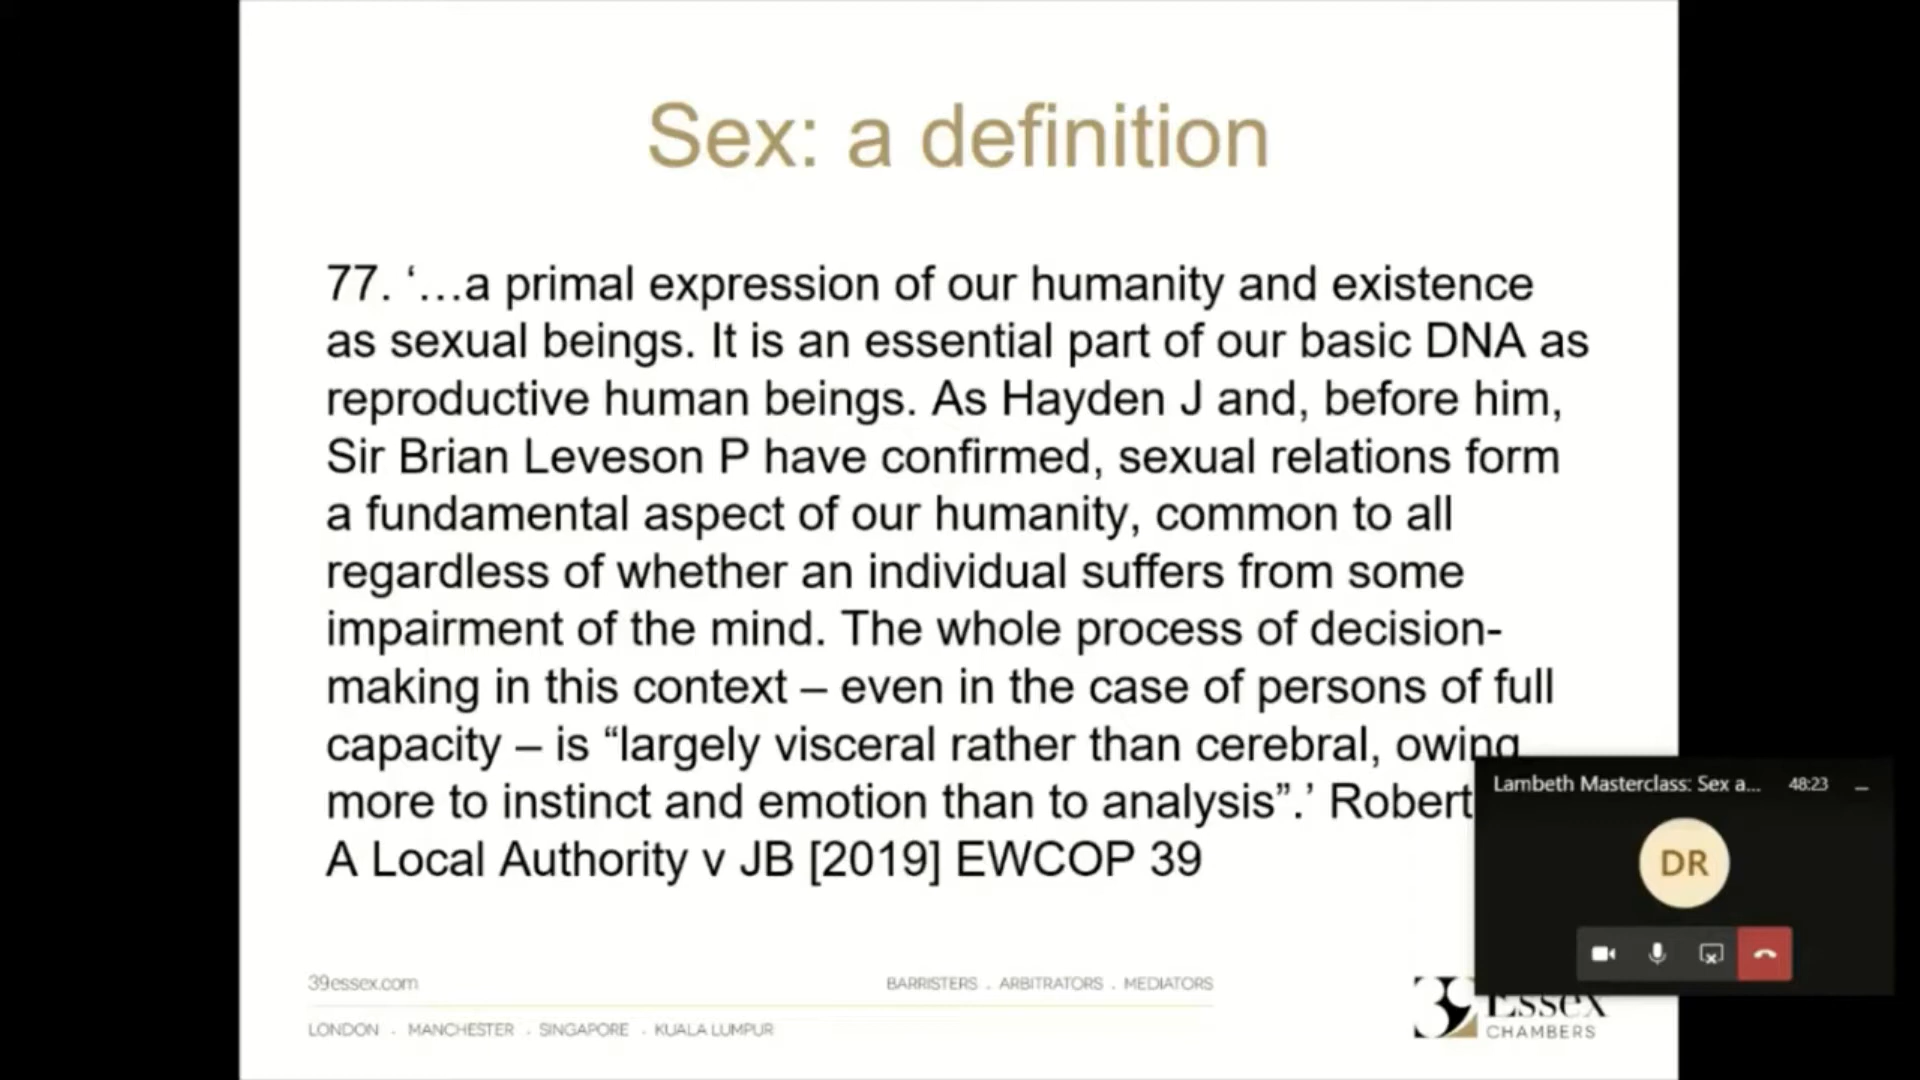 Sex: a definition
77. ‘…a primal expression of our humanity and existence
as sexual beings. It is an essential part of our basic DNA as
reproductive human beings. As Hayden J and, before him,
Sir Brian Leveson P have confirmed, sexual relations form
a fundamental aspect of our humanity, common to all
regardless of whether an individual suffers from some
impairment of the mind. The whole process of decision-
making in this context – even in the case of persons of full
capacity – is “largely visceral rather than cerebral, owing
more to instinct and emotion than to analysis”.’ Robert
A Local Authority v JB [2019] EWCOP 39
Lambeth Masterclass: Sex a... 48:23
DR
39essex.com
BARRISTERS . ARBITRATORS . MEDIATORS
LONDON . MANCHESTER . SINGAPORE . KUALA LUMPUR
39 Essex
CHAMBERS